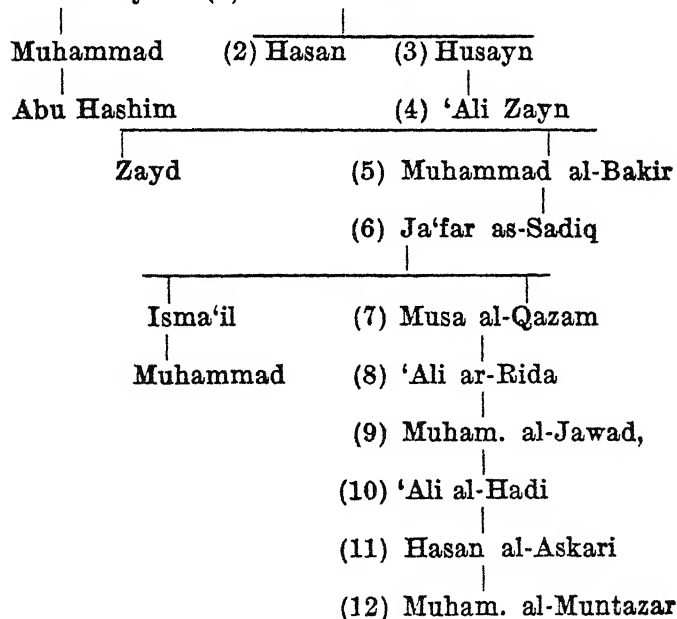 Muhammad (2) Hasan (3) Husayn
Abu Hashim (4) ‘Ali Zayn
Zayd (5) Muhammad al-Bakir
(6) Ja‘far as-Sadiq
Isma‘il (7) Musa al-Qazam
Muhammad (8) ‘Ali ar-Rida
(9) Muham. al-Jawad,
(10) ‘Ali al-Hadi
(11) Hasan al-Askari
(12) Muham. al-Muntazar